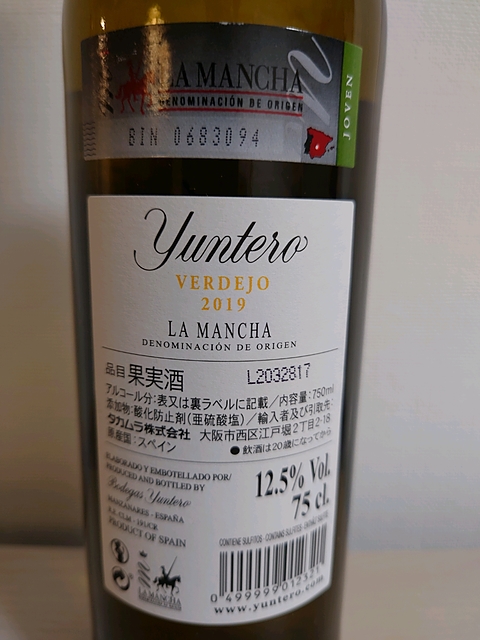 LA MANCHA
DENOMINACIÓN DE ORIGEN
JOVEN
BIN 0683094
Yuntero
VERDEJO
2019
LA MANCHA
DENOMINACIÓN DE ORIGEN
品目 果実酒 L2032817
アルコール分:表又は裏ラベルに記載/内容量:750ml
添加物:酸化防止剤(亜硫酸塩)/輸入者及び引取先:
タカムラ株式会社 大阪市西区江戸堀2丁目2-18
原産国:スペイン ●飲酒は20歳になってから
ELABORADO Y EMBOTELLADO POR/
PRODUCED AND BOTTLED BY
Bodegas Yuntero
MANZANARES - ESPAÑA
PRODUCT OF SPAIN
12.5% Vol.
75 cl.
LA MANCHA
www.yuntero.com